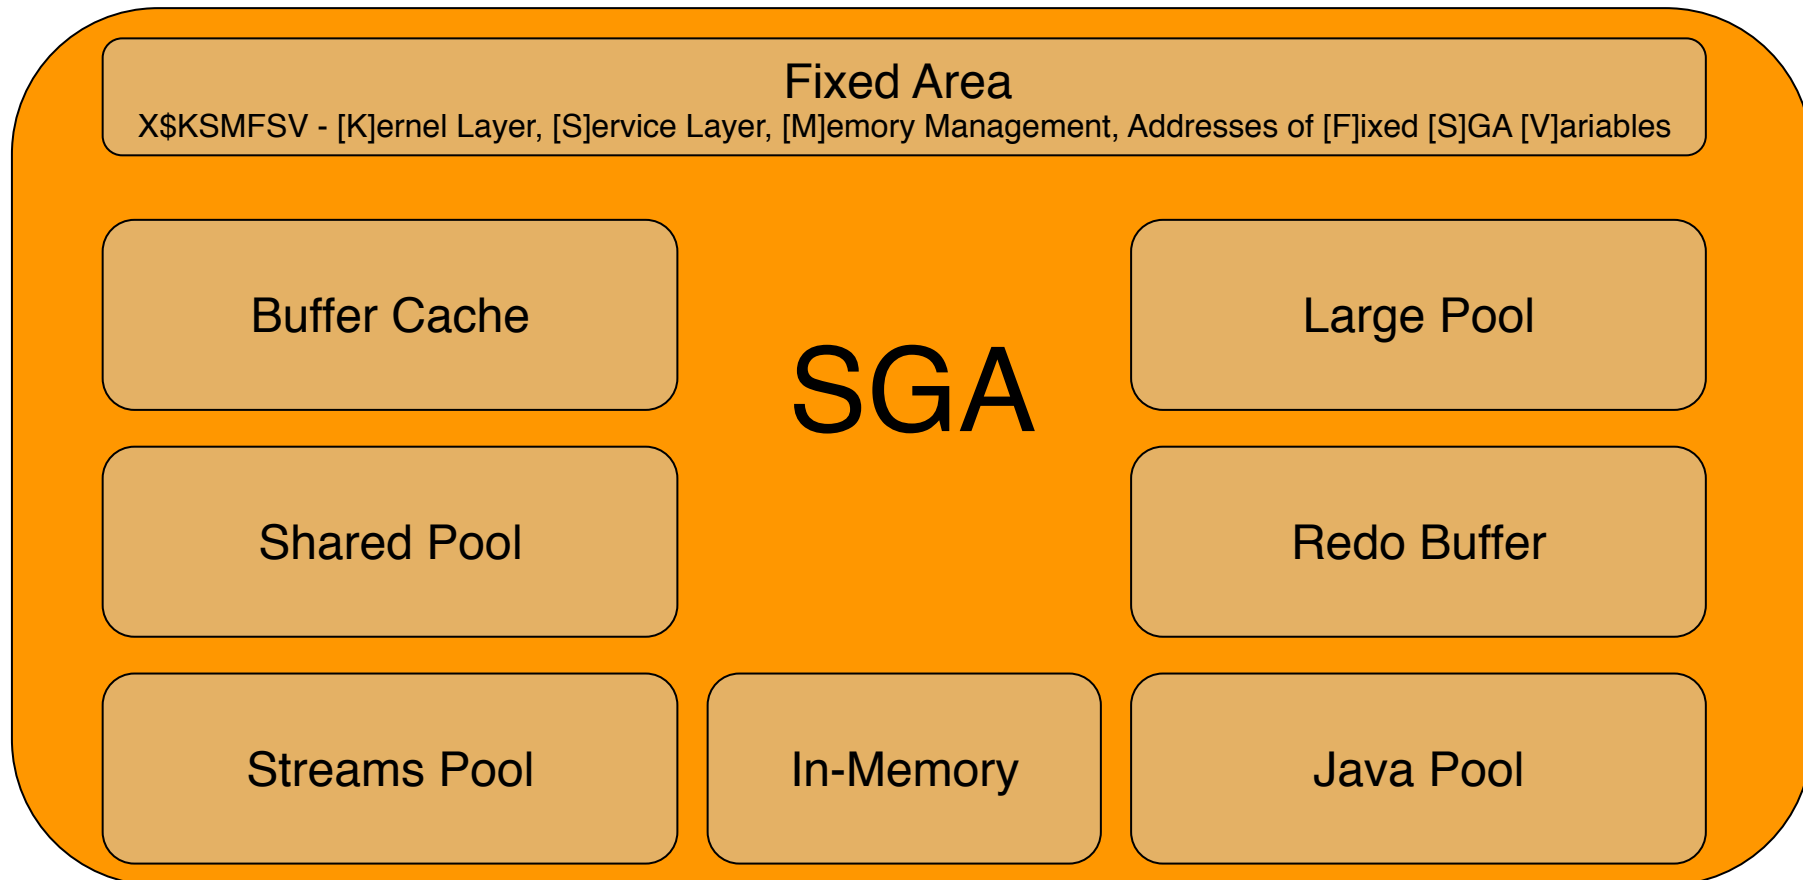 Fixed Area
X$KSMFSV - [K]ernel Layer, [S]ervice Layer, [M]emory Management, Addresses of [F]ixed [S]GA [V]ariables
Buffer Cache
Large Pool
SGA
Shared Pool
Redo Buffer
Streams Pool
In-Memory
Java Pool